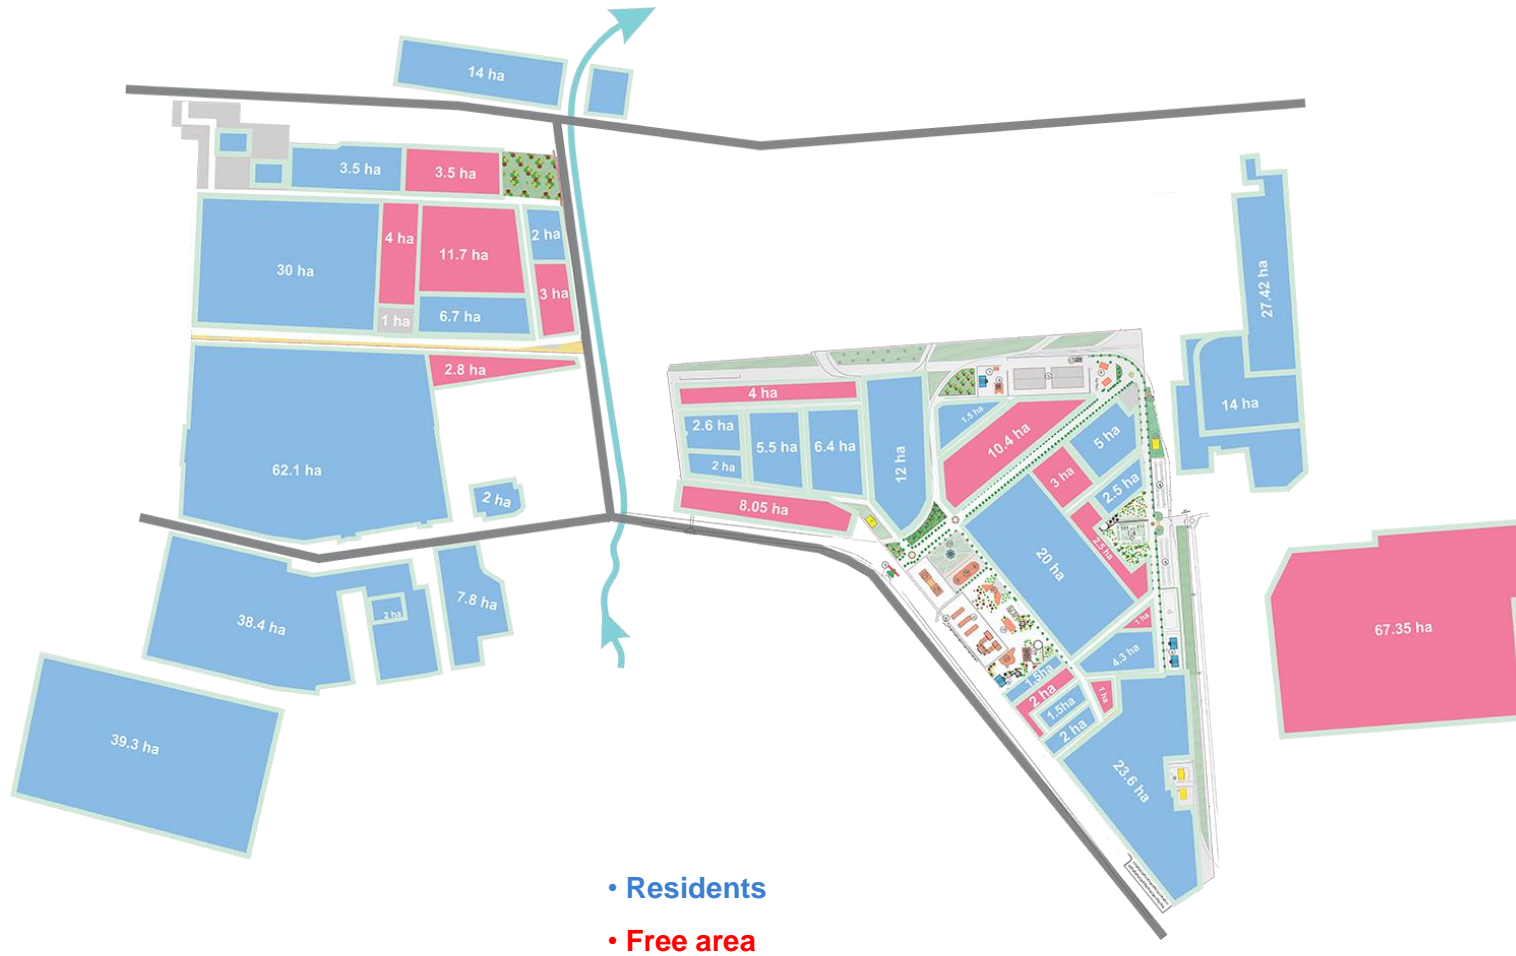 14 ha
3.5 ha
3.5 ha
4 ha
11.7 ha
2 ha
30 ha
3 ha
1 ha
6.7 ha
2.8 ha
62.1 ha
2 ha
38.4 ha
2 ha
7.8 ha
39.3 ha
4 ha
2.6 ha
2 ha
5.5 ha
6.4 ha
12 ha
8.05 ha
1.5 ha
10.4 ha
5 ha
3 ha
2.5 ha
2.5 ha
20 ha
1 ha
4.3 ha
1.5ha
2 ha
1 ha
1.5ha
2 ha
23.6 ha
27.42 ha
14 ha
67.35 ha
• Residents
• Free area